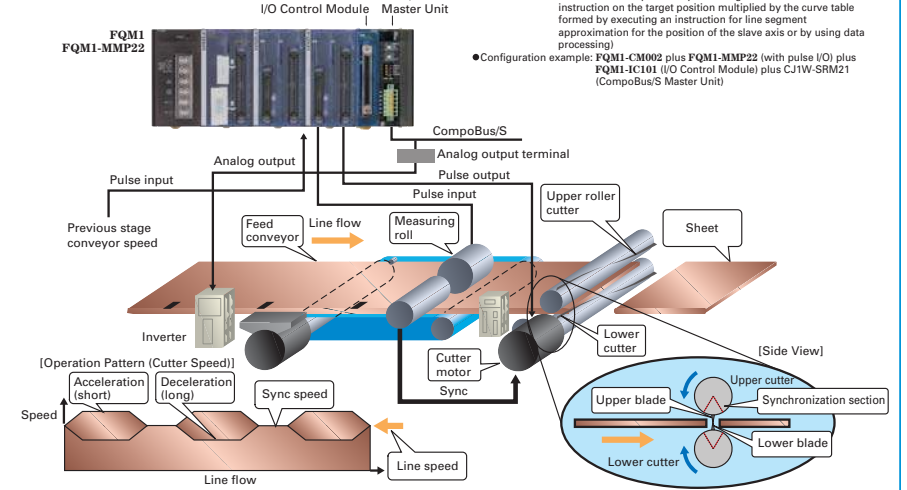 I/O Control Module
Master Unit
instruction on the target position multiplied by the curve table
formed by executing an instruction for line segment
approximation for the position of the slave axis or by using data
processing)
●Configuration example: FQM1-CM002 plus FQM1-MMP22 (with pulse I/O) plus
FQM1-IC101 (I/O Control Module) plus CJ1W-SRM21
(CompoBus/S Master Unit)
FQM1
FQM1-MMP22
CompoBus/S
Analog output terminal
Analog output
Pulse output
Pulse input
Pulse input
Previous stage
conveyor speed
Feed
conveyor
Line flow
Measuring
roll
Upper roller
cutter
Sheet
Inverter
Cutter
motor
Sync
Lower
cutter
[Side View]
[Operation Pattern (Cutter Speed)]
Acceleration
(short)
Deceleration
(long)
Sync speed
Speed
Line speed
Line flow
Upper cutter
Upper blade
Synchronization section
Lower blade
Lower cutter